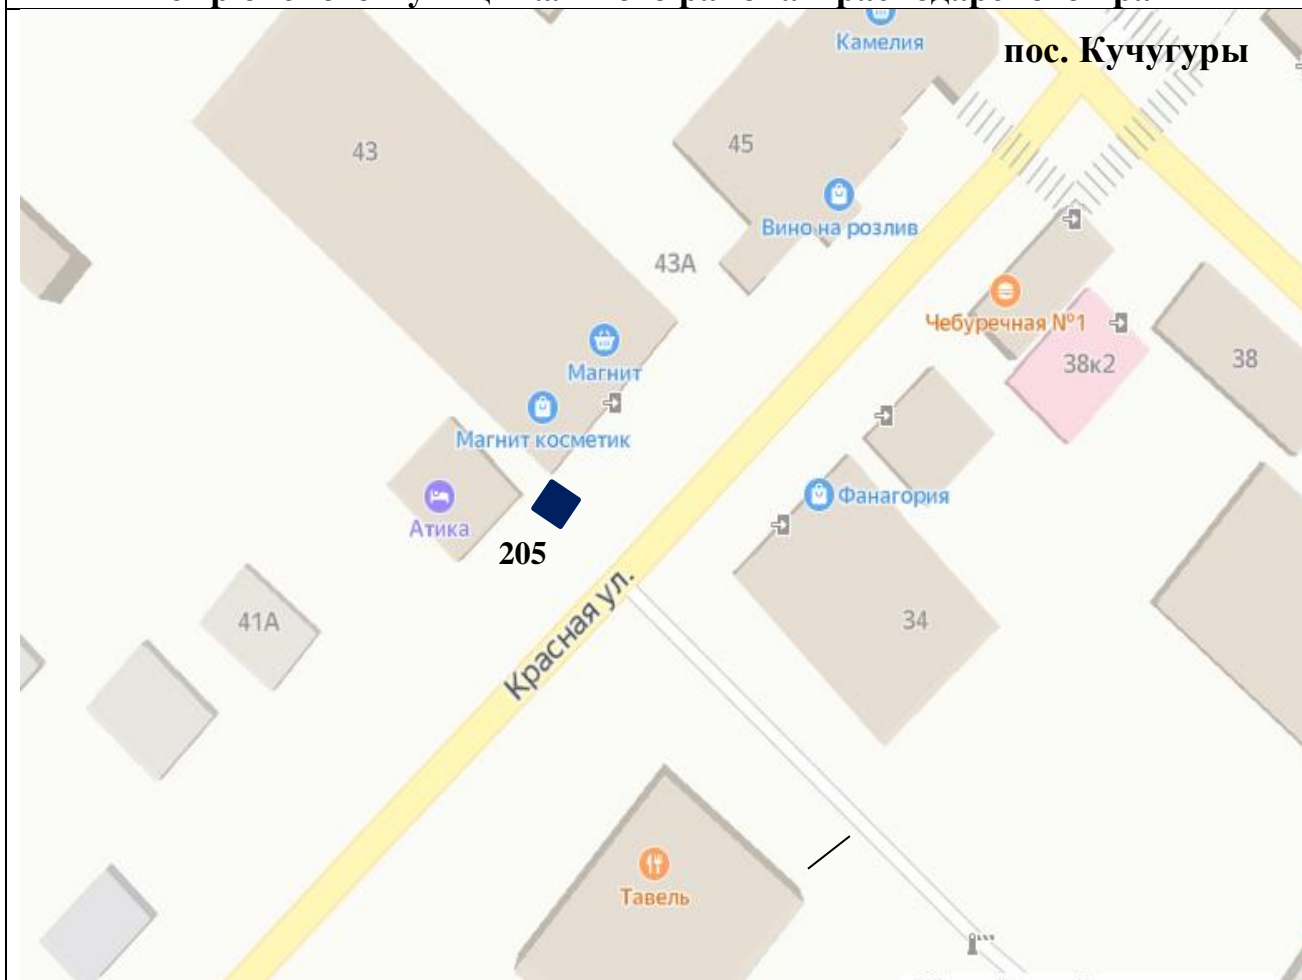 Камелия
пос. Кучугуры
43
45
Вино на розлив
43А
Чебуречная №1
Магнит
38к2
38
Магнит косметик
Фанагория
Атика
205
Красная ул.
41А
34
Тавель